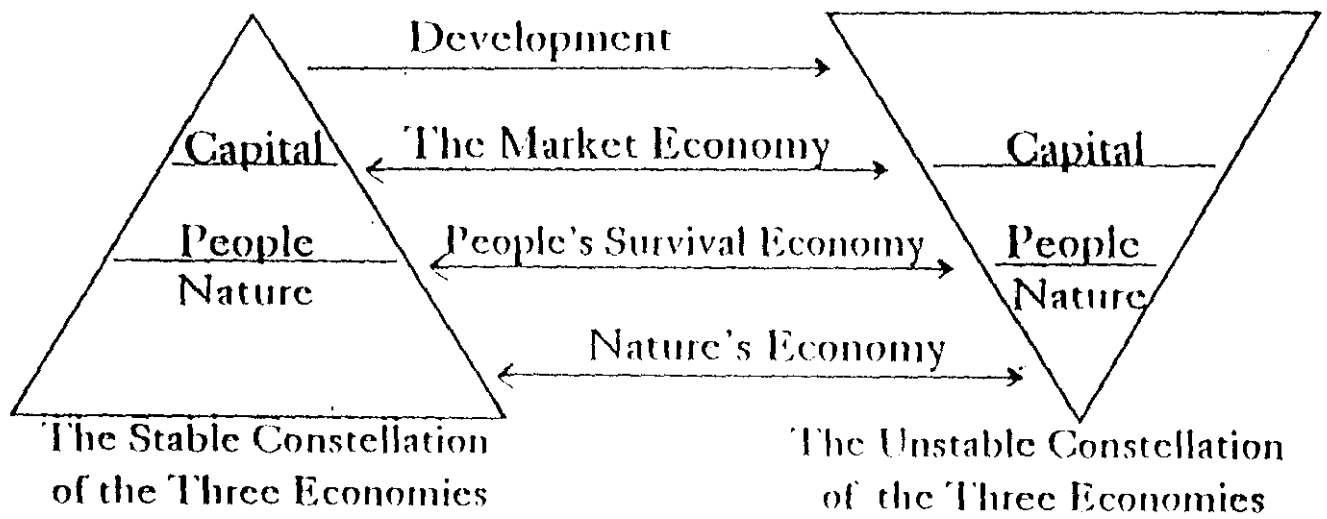 Development
Capital
The Market Economy
Capital
People
People's Survival Economy
People
Nature
Nature
Nature's Economy
The Stable Constellation
of the Three Economies
The Unstable Constellation
of the Three Economies